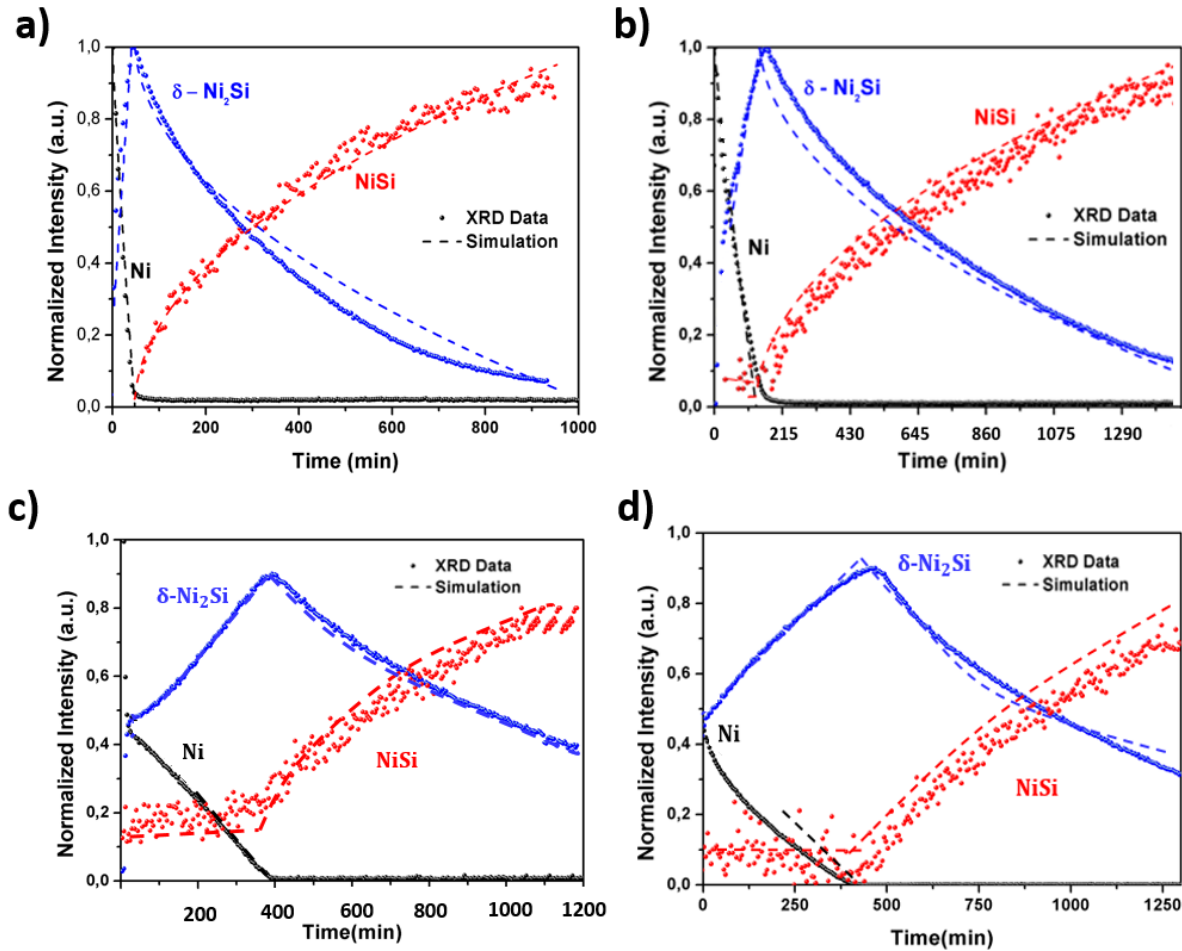 a)
1,0
0,8
0,6
0,4
0,2
0,0
Normalized Intensity (a.u.)
δ – Ni₂Si
NiSi
Ni
XRD Data
Simulation
0 200 400 600 800 1000
Time (min)
b)
1,0
0,8
0,6
0,4
0,2
0,0
Normalized Intensity (a.u.)
δ - Ni₂Si
NiSi
Ni
XRD Data
Simulation
0 215 430 645 860 1075 1290
Time (min)
c)
1,0
0,8
0,6
0,4
0,2
0,0
Normalized Intensity (a.u.)
δ-Ni₂Si
Ni
NiSi
XRD Data
Simulation
200 400 600 800 1000 1200
Time(min)
d)
1,0
0,8
0,6
0,4
0,2
0,0
Normalized Intensity (a.u.)
δ-Ni₂Si
Ni
NiSi
XRD Data
Simulation
0 250 500 750 1000 1250
Time(min)